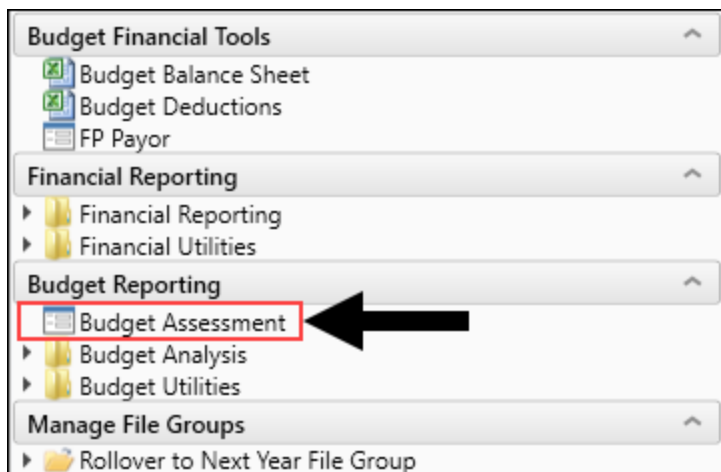 Budget Financial Tools
Budget Balance Sheet
Budget Deductions
FP Payor
Financial Reporting
Financial Reporting
Financial Utilities
Budget Reporting
Budget Assessment
Budget Analysis
Budget Utilities
Manage File Groups
Rollover to Next Year File Group